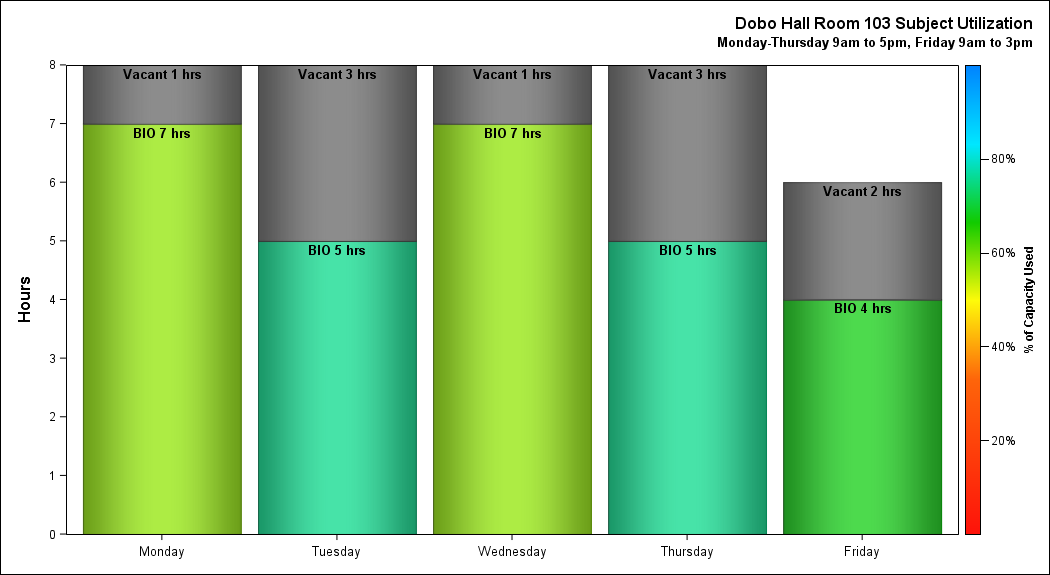 Dobo Hall Room 103 Subject Utilization
Monday-Thursday 9am to 5pm, Friday 9am to 3pm
Hours
8
7
6
5
4
3
2
1
0
Vacant 1 hrs
BIO 7 hrs
Vacant 3 hrs
BIO 5 hrs
Vacant 1 hrs
BIO 7 hrs
Vacant 3 hrs
BIO 5 hrs
Vacant 2 hrs
BIO 4 hrs
Monday
Tuesday
Wednesday
Thursday
Friday
80%
60%
40%
20%
% of Capacity Used